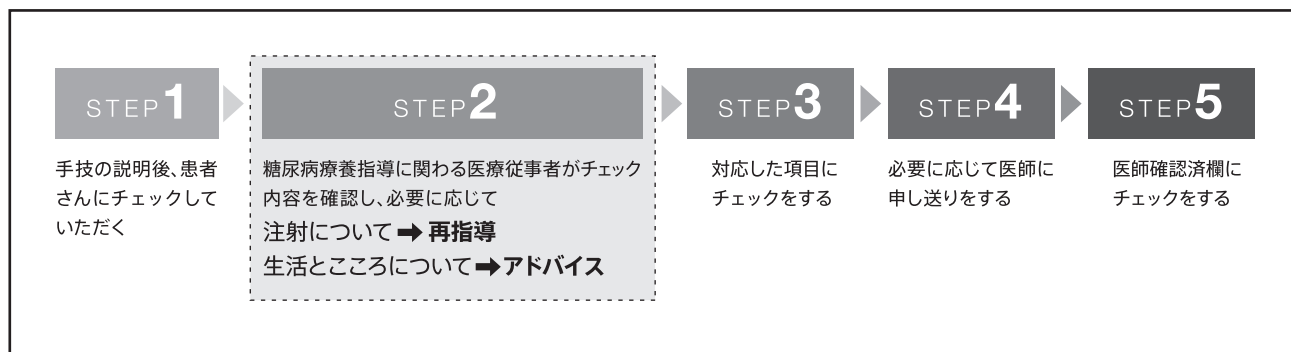 STEP1
手技の説明後、患者
さんにチェックして
いただく
STEP2
糖尿病療養指導に関わる医療従事者がチェック
内容を確認し、必要に応じて
注射について➡再指導
生活とこころについて➡アドバイス
STEP3
対応した項目に
チェックをする
STEP4
必要に応じて医師に
申し送りをする
STEP5
医師確認済欄に
チェックをする